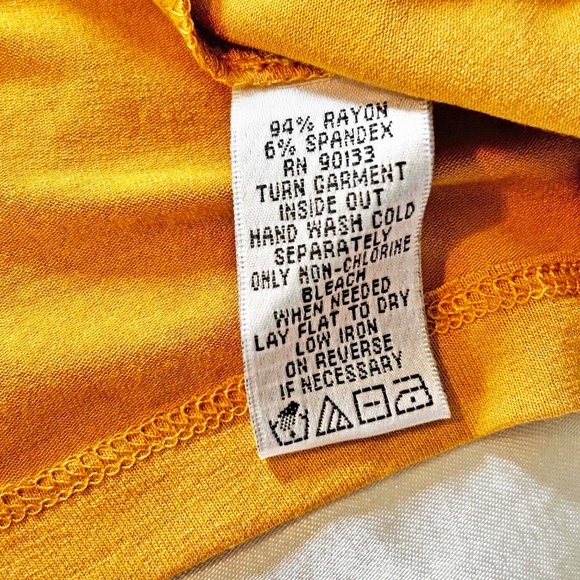 94% RAYON
6% SPANDEX
RN 90133
TURN GARMENT
INSIDE OUT
HAND WASH COLD
SEPARATELY
ONLY NON-CHLORINE
BLEACH
WHEN NEEDED
LAY FLAT TO DRY
LOW IRON
ON REVERSE
IF NECESSARY